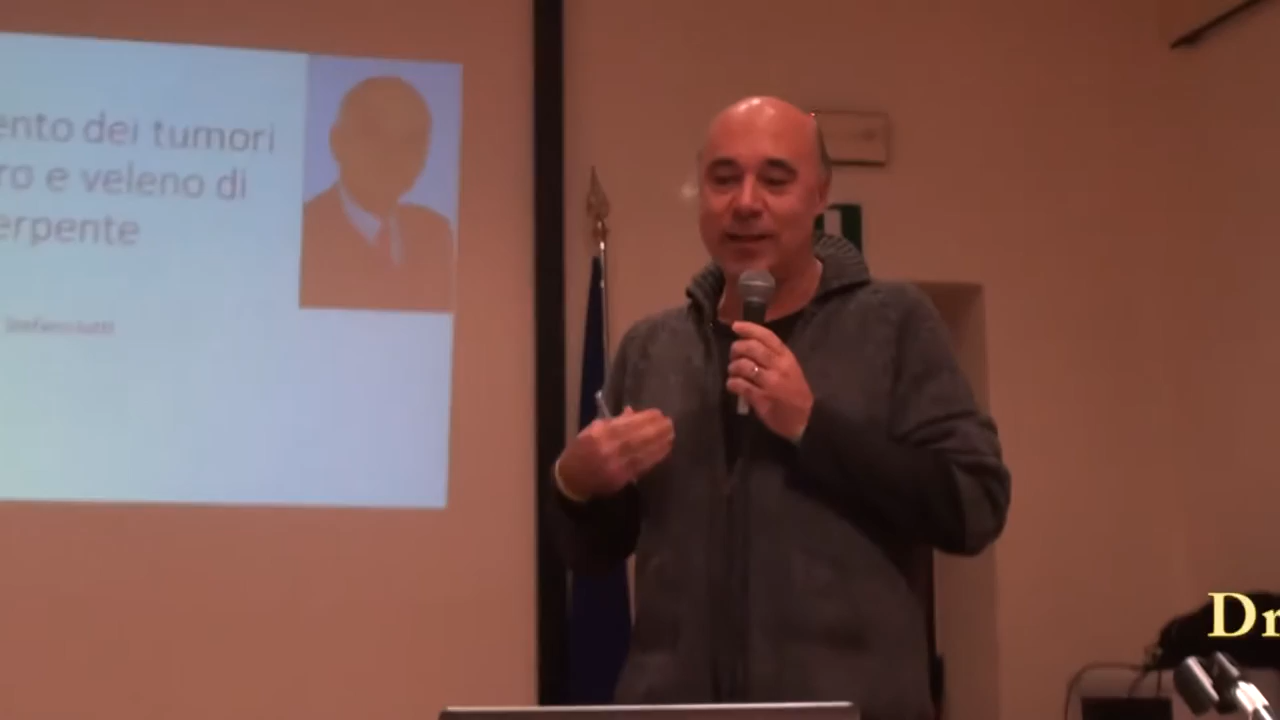 ento dei tumori
ro e veleno di
erpente
Dr